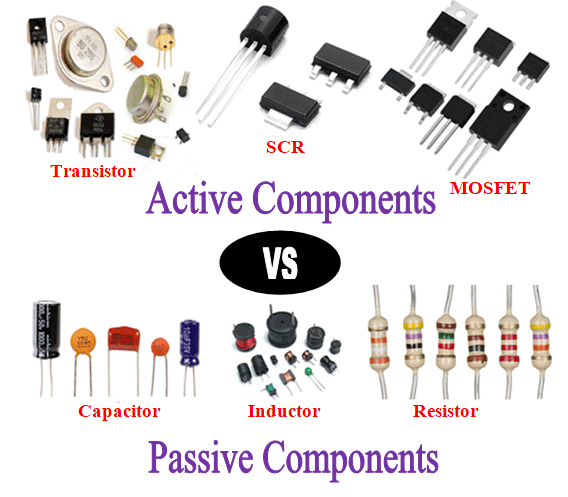 Transistor
SCR
MOSFET
Active Components
VS
Capacitor
Inductor
Resistor
Passive Components